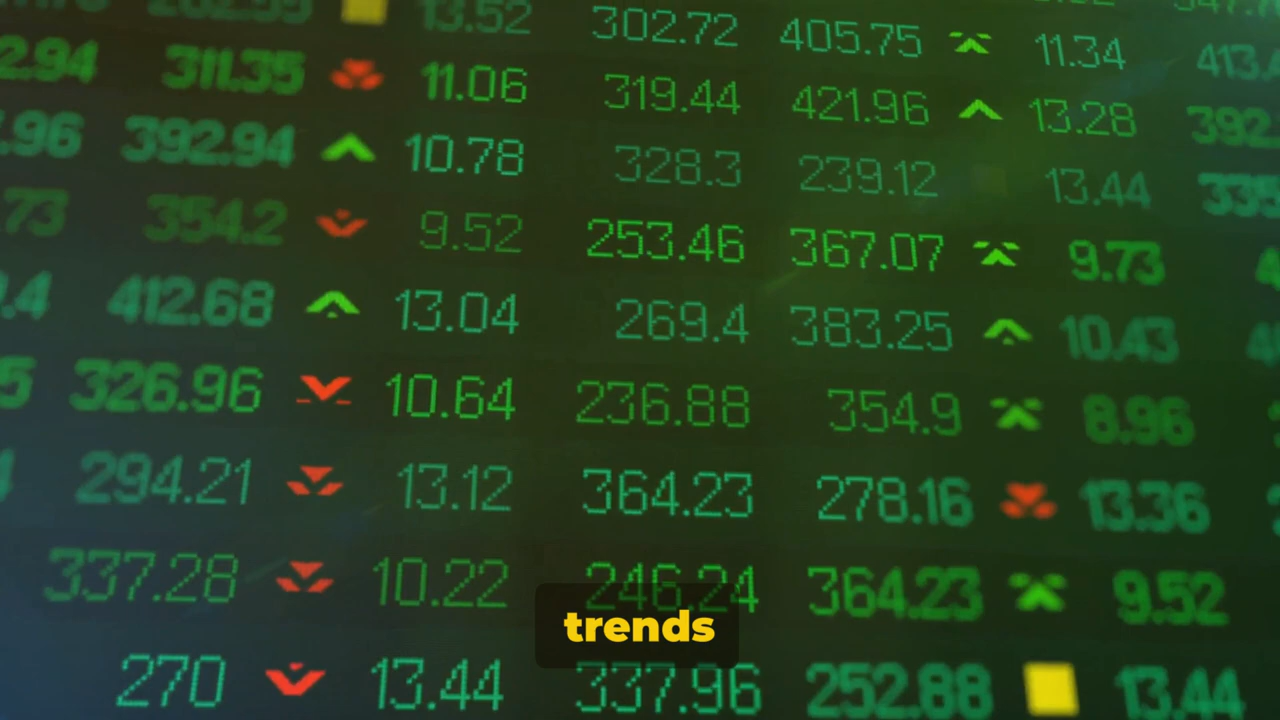 13.52 302.72 405.75 11.34
2.94 311.35 11.06 319.44 421.96 13.28
.96 392.94 10.78 328.3 239.12 13.44
73 354.2 9.52 253.46 367.07 9.73
.4 412.68 13.04 269.4 383.25 10.43
5 326.96 10.64 236.88 354.9 8.96
294.21 13.12 364.23 278.16 13.36
337.28 10.22 246.24 364.23 9.52
trends
270 13.44 337.96 252.88 13.44